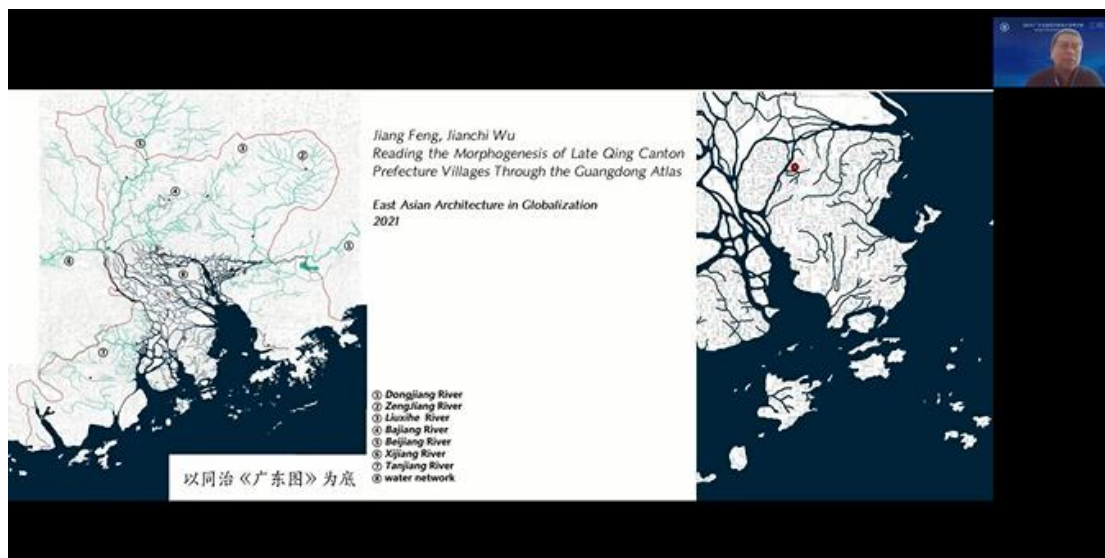 Jiang Feng, Jianchi Wu
Reading the Morphogenesis of Late Qing Canton
Prefecture Villages Through the Guangdong Atlas
East Asian Architecture in Globalization
2021
① Dongjiang River
② ZengJiang River
③ Liuxihe River
④ Bajiang River
⑤ Beijiang River
⑥ Xijiang River
⑦ Tanjiang River
⑧ water network
以同治《广东图》为底